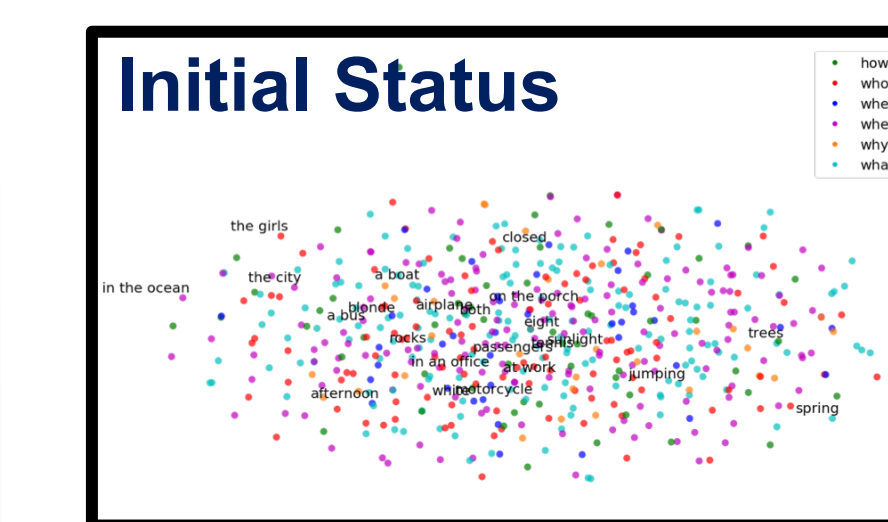 Initial Status
how
who
whe
whe
why
wha
the girls
closed
in the ocean
the city
a boat
on the porch
blonde
airplane
both
a bus
eight
trees
rocks
passengers
sunlight
in an office
at work
jumping
afternoon
white
motorcycle
spring